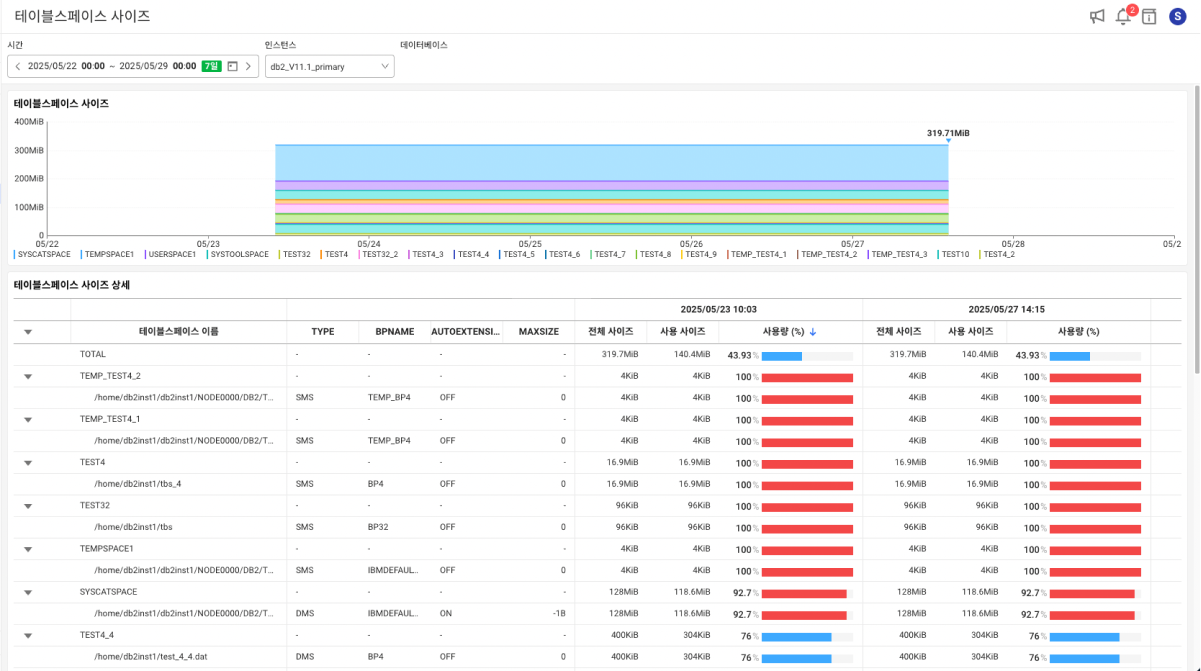 테이블스페이스 사이즈
2
S
시간 인스턴스 데이터베이스
2025/05/22 00:00 ~ 2025/05/29 00:00 7일 db2_V11.1_primary
테이블스페이스 사이즈
400MiB
319.71MiB
300MiB
200MiB
100MiB
0
05/22 05/23 05/24 05/25 05/26 05/27 05/28 05/2
SYSCATSPACE TEMPSPACE1 USERSPACE1 SYSTOOLSPACE TEST32 TEST4 TEST32_2 TEST4_3 TEST4_4 TEST4_5 TEST4_6 TEST4_7 TEST4_8 TEST4_9 TEMP_TEST4_1 TEMP_TEST4_2 TEMP_TEST4_3 TEST10 TEST4_2
테이블스페이스 사이즈 상세
2025/05/23 10:03 2025/05/27 14:15
테이블스페이스 이름 TYPE BPNAME AUTOEXTENSI... MAXSIZE 전체 사이즈 사용 사이즈 사용량 (%) 전체 사이즈 사용 사이즈 사용량 (%)
TOTAL - - - - 319.7MiB 140.4MiB 43.93% 319.7MiB 140.4MiB 43.93%
TEMP_TEST4_2 - - - - 4KiB 4KiB 100% 4KiB 4KiB 100%
/home/db2inst1/db2inst1/NODE0000/DB2/T... SMS TEMP_BP4 OFF 0 4KiB 4KiB 100% 4KiB 4KiB 100%
TEMP_TEST4_1 - - - - 4KiB 4KiB 100% 4KiB 4KiB 100%
/home/db2inst1/db2inst1/NODE0000/DB2/T... SMS TEMP_BP4 OFF 0 4KiB 4KiB 100% 4KiB 4KiB 100%
TEST4 - - - - 16.9MiB 16.9MiB 100% 16.9MiB 16.9MiB 100%
/home/db2inst1/tbs_4 SMS BP4 OFF 0 16.9MiB 16.9MiB 100% 16.9MiB 16.9MiB 100%
TEST32 - - - - 96KiB 96KiB 100% 96KiB 96KiB 100%
/home/db2inst1/tbs SMS BP32 OFF 0 96KiB 96KiB 100% 96KiB 96KiB 100%
TEMPSPACE1 - - - - 4KiB 4KiB 100% 4KiB 4KiB 100%
/home/db2inst1/db2inst1/NODE0000/DB2/T... SMS IBMDEFAUL... OFF 0 4KiB 4KiB 100% 4KiB 4KiB 100%
SYSCATSPACE - - - - 128MiB 118.6MiB 92.7% 128MiB 118.6MiB 92.7%
/home/db2inst1/db2inst1/NODE0000/DB2/T... DMS IBMDEFAUL... ON -1B 128MiB 118.6MiB 92.7% 128MiB 118.6MiB 92.7%
TEST4_4 - - - - 400KiB 304KiB 76% 400KiB 304KiB 76%
/home/db2inst1/test_4_4.dat DMS BP4 OFF 0 400KiB 304KiB 76% 400KiB 304KiB 76%